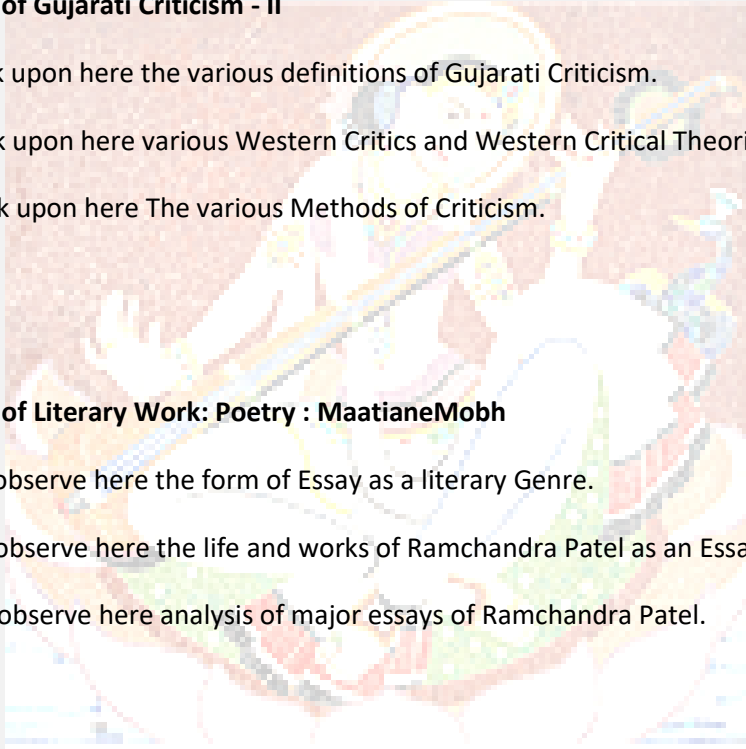 of Gujarati Criticism - II
k upon here the various definitions of Gujarati Criticism.
k upon here various Western Critics and Western Critical Theori
k upon here The various Methods of Criticism.
of Literary Work: Poetry : MaatianeMobh
observe here the form of Essay as a literary Genre.
observe here the life and works of Ramchandra Patel as an Essa
observe here analysis of major essays of Ramchandra Patel.